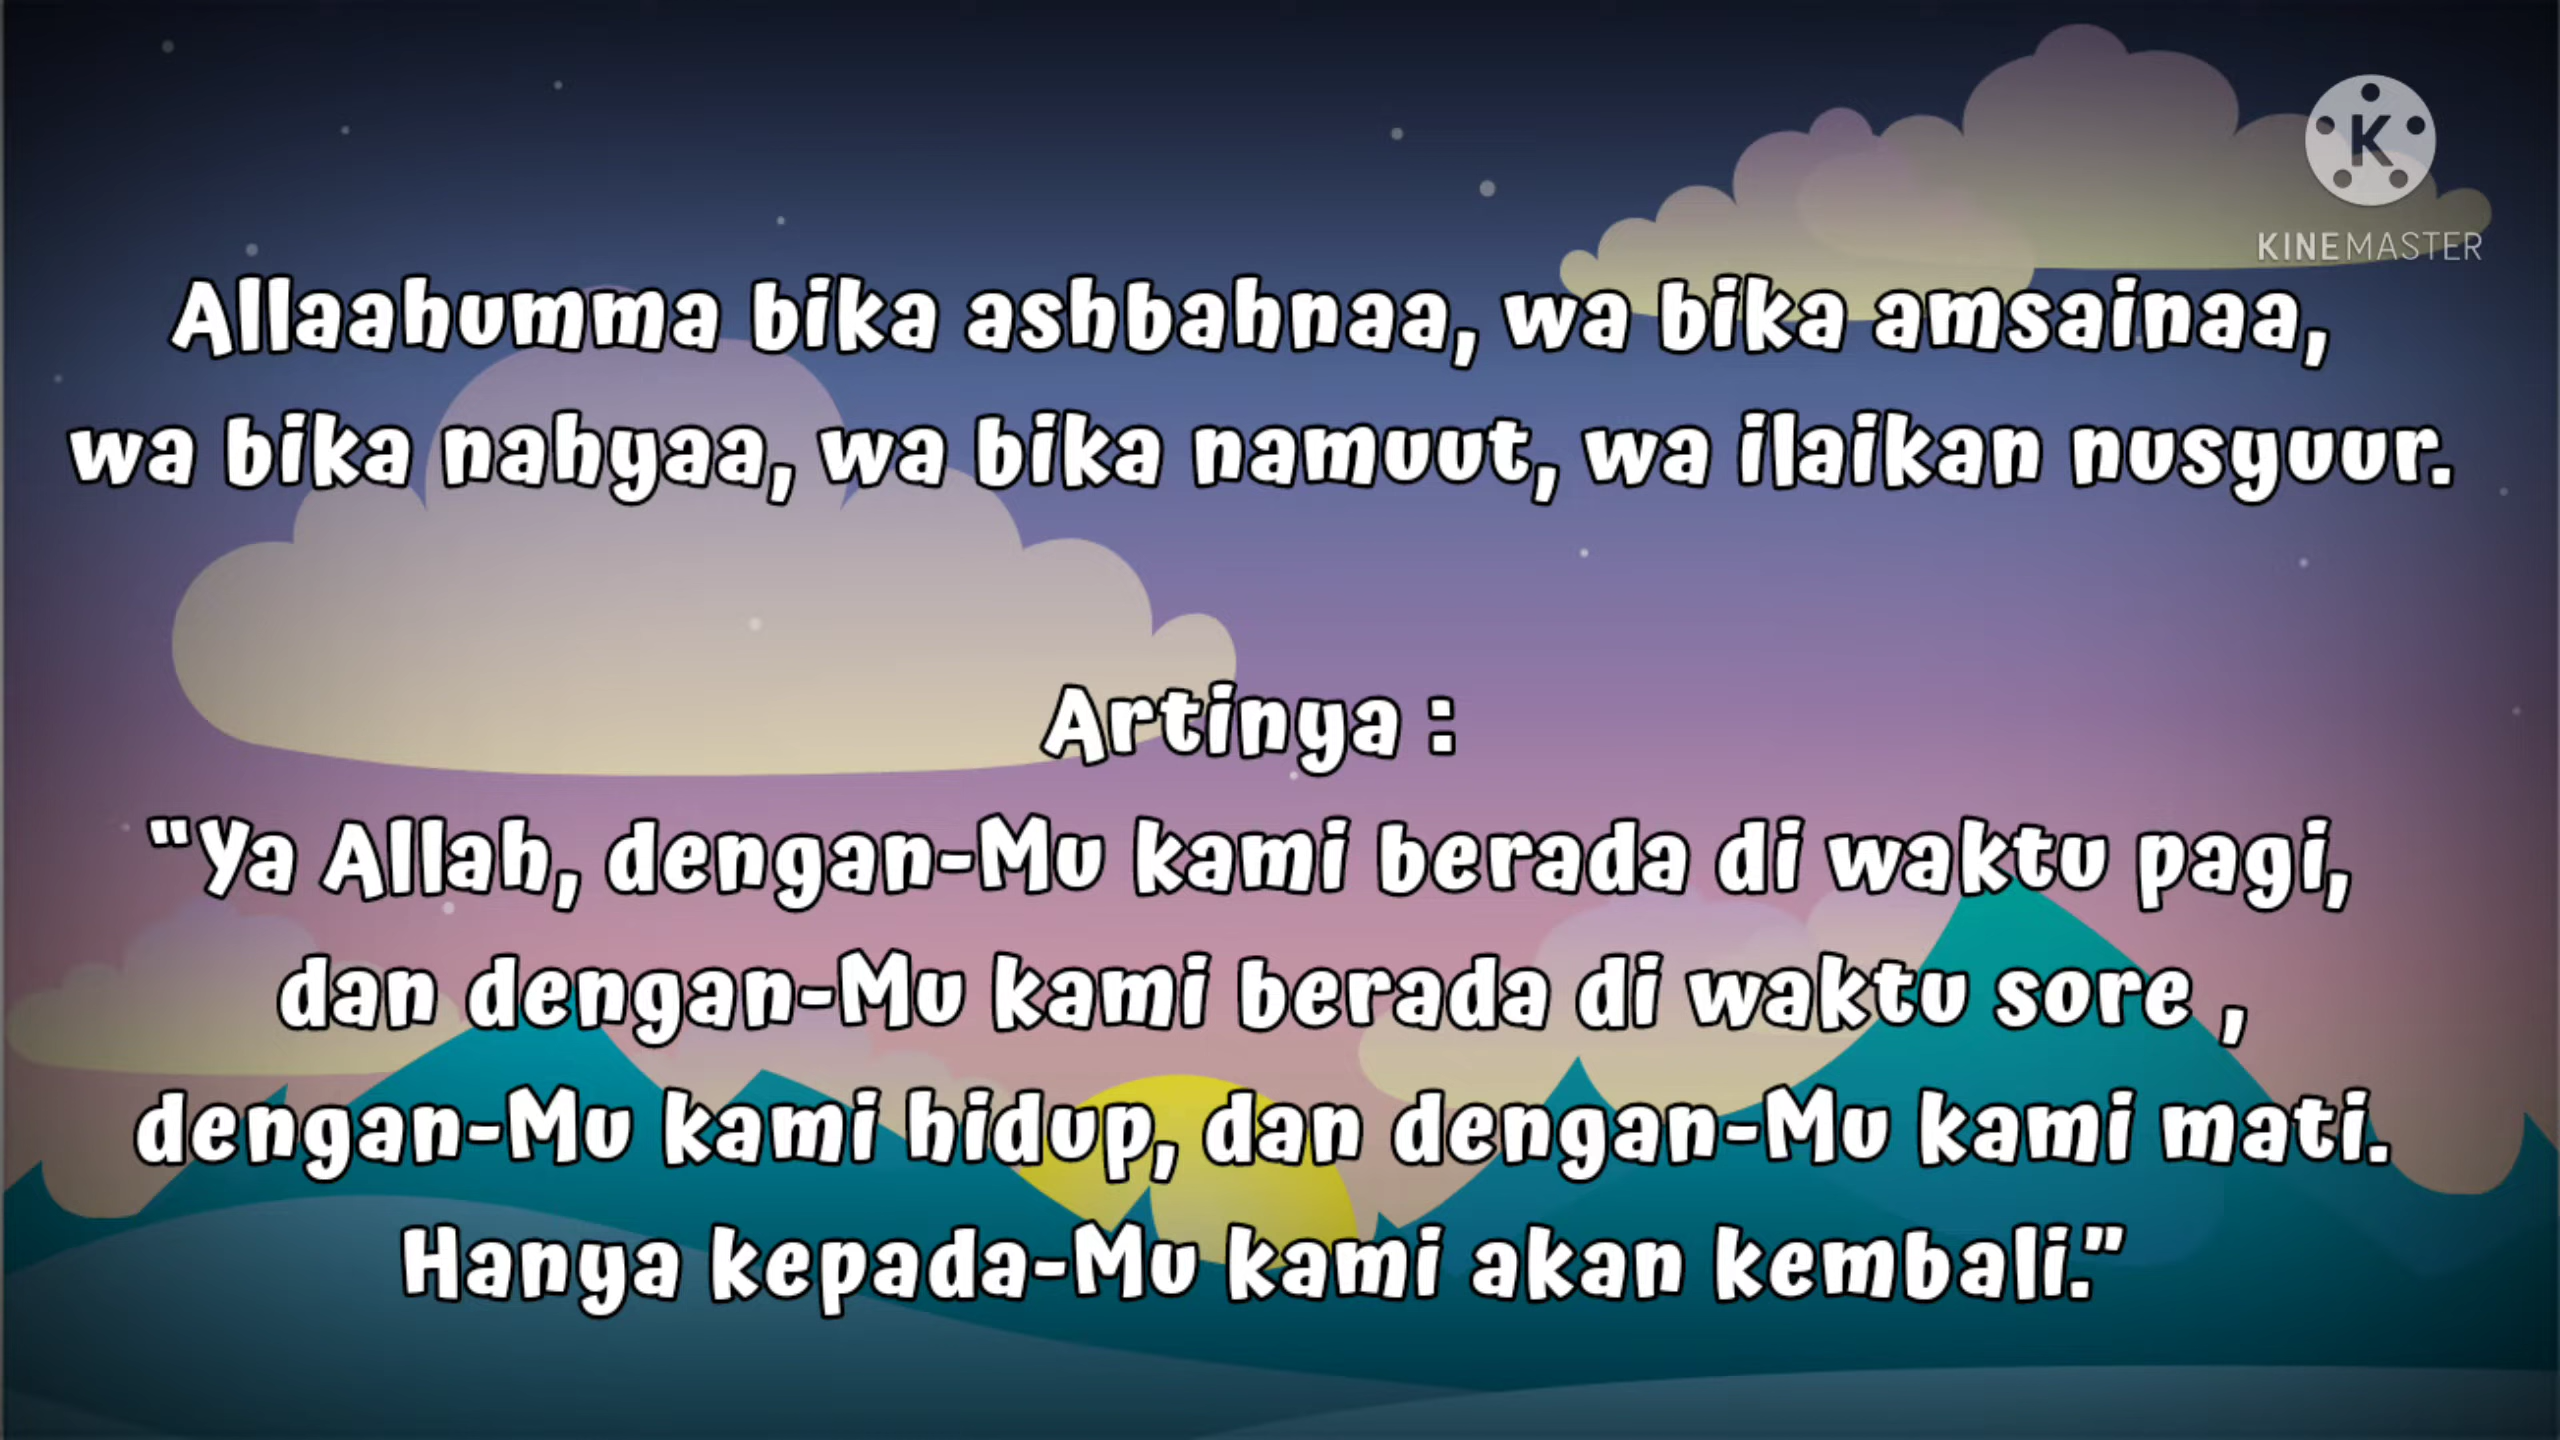 KINEMASTER
Allaahumma bika ashbahnaa, wa bika amsainaa,
wa bika nahyaa, wa bika namuut, wa ilaikan nusyuur.
Artinya :
“Ya Allah, dengan-Mu kami berada di waktu pagi,
dan dengan-Mu kami berada di waktu sore ,
dengan-Mu kami hidup, dan dengan-Mu kami mati.
Hanya kepada-Mu kami akan kembali.”